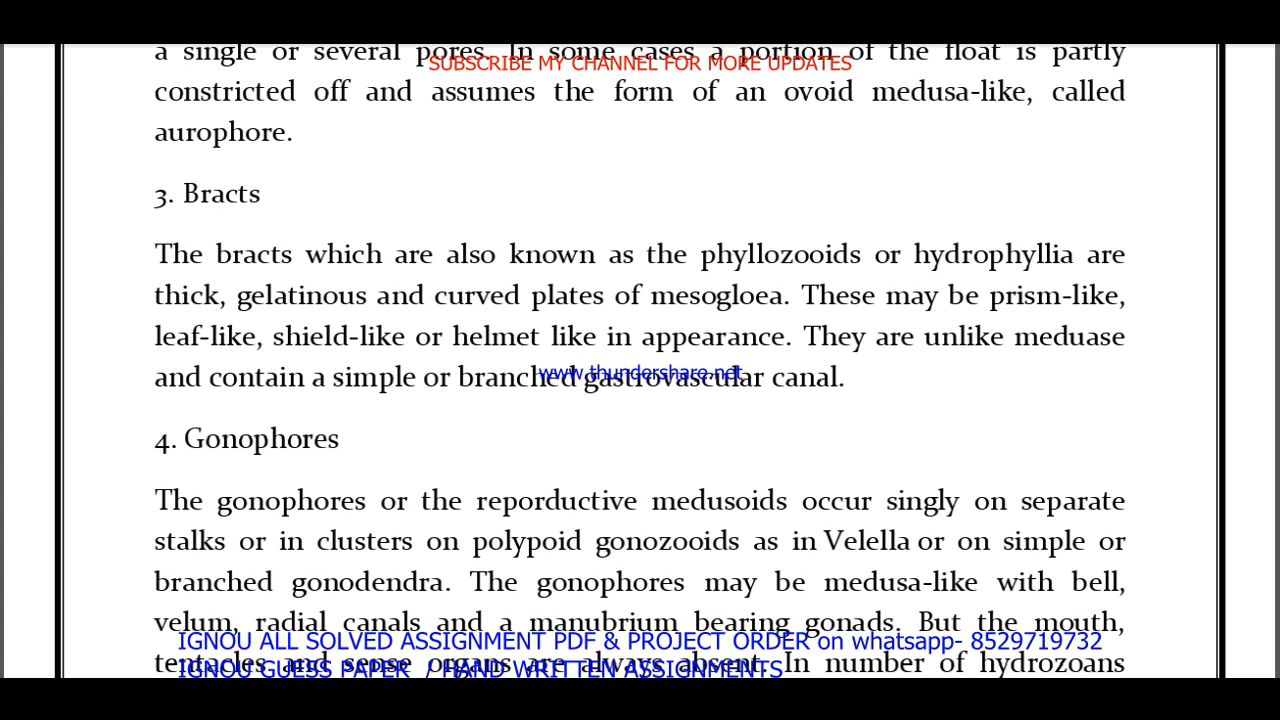 a single or several pores. In some cases a portion of the float is partly
SUBSCRIBE MY CHANNEL FOR MORE UPDATES
constricted off and assumes the form of an ovoid medusa-like, called
aurophore.
3. Bracts
The bracts which are also known as the phyllozooids or hydrophyllia are
thick, gelatinous and curved plates of mesogloea. These may be prism-like,
leaf-like, shield-like or helmet like in appearance. They are unlike meduase
and contain a simple or branched gastrovascular canal.
www.thundershare.net
4. Gonophores
The gonophores or the reporductive medusoids occur singly on separate
stalks or in clusters on polypoid gonozooids as in Velella or on simple or
branched gonodendra. The gonophores may be medusa-like with bell,
velum, radial canals and a manubrium bearing gonads. But the mouth,
IGNOU ALL SOLVED ASSIGNMENT PDF & PROJECT ORDER on whatsapp- 8529719732
tentacles and sense organs are always absent. In number of hydrozoans
IGNOU GUESS PAPER / HAND WRITTEN ASSIGNMENTS